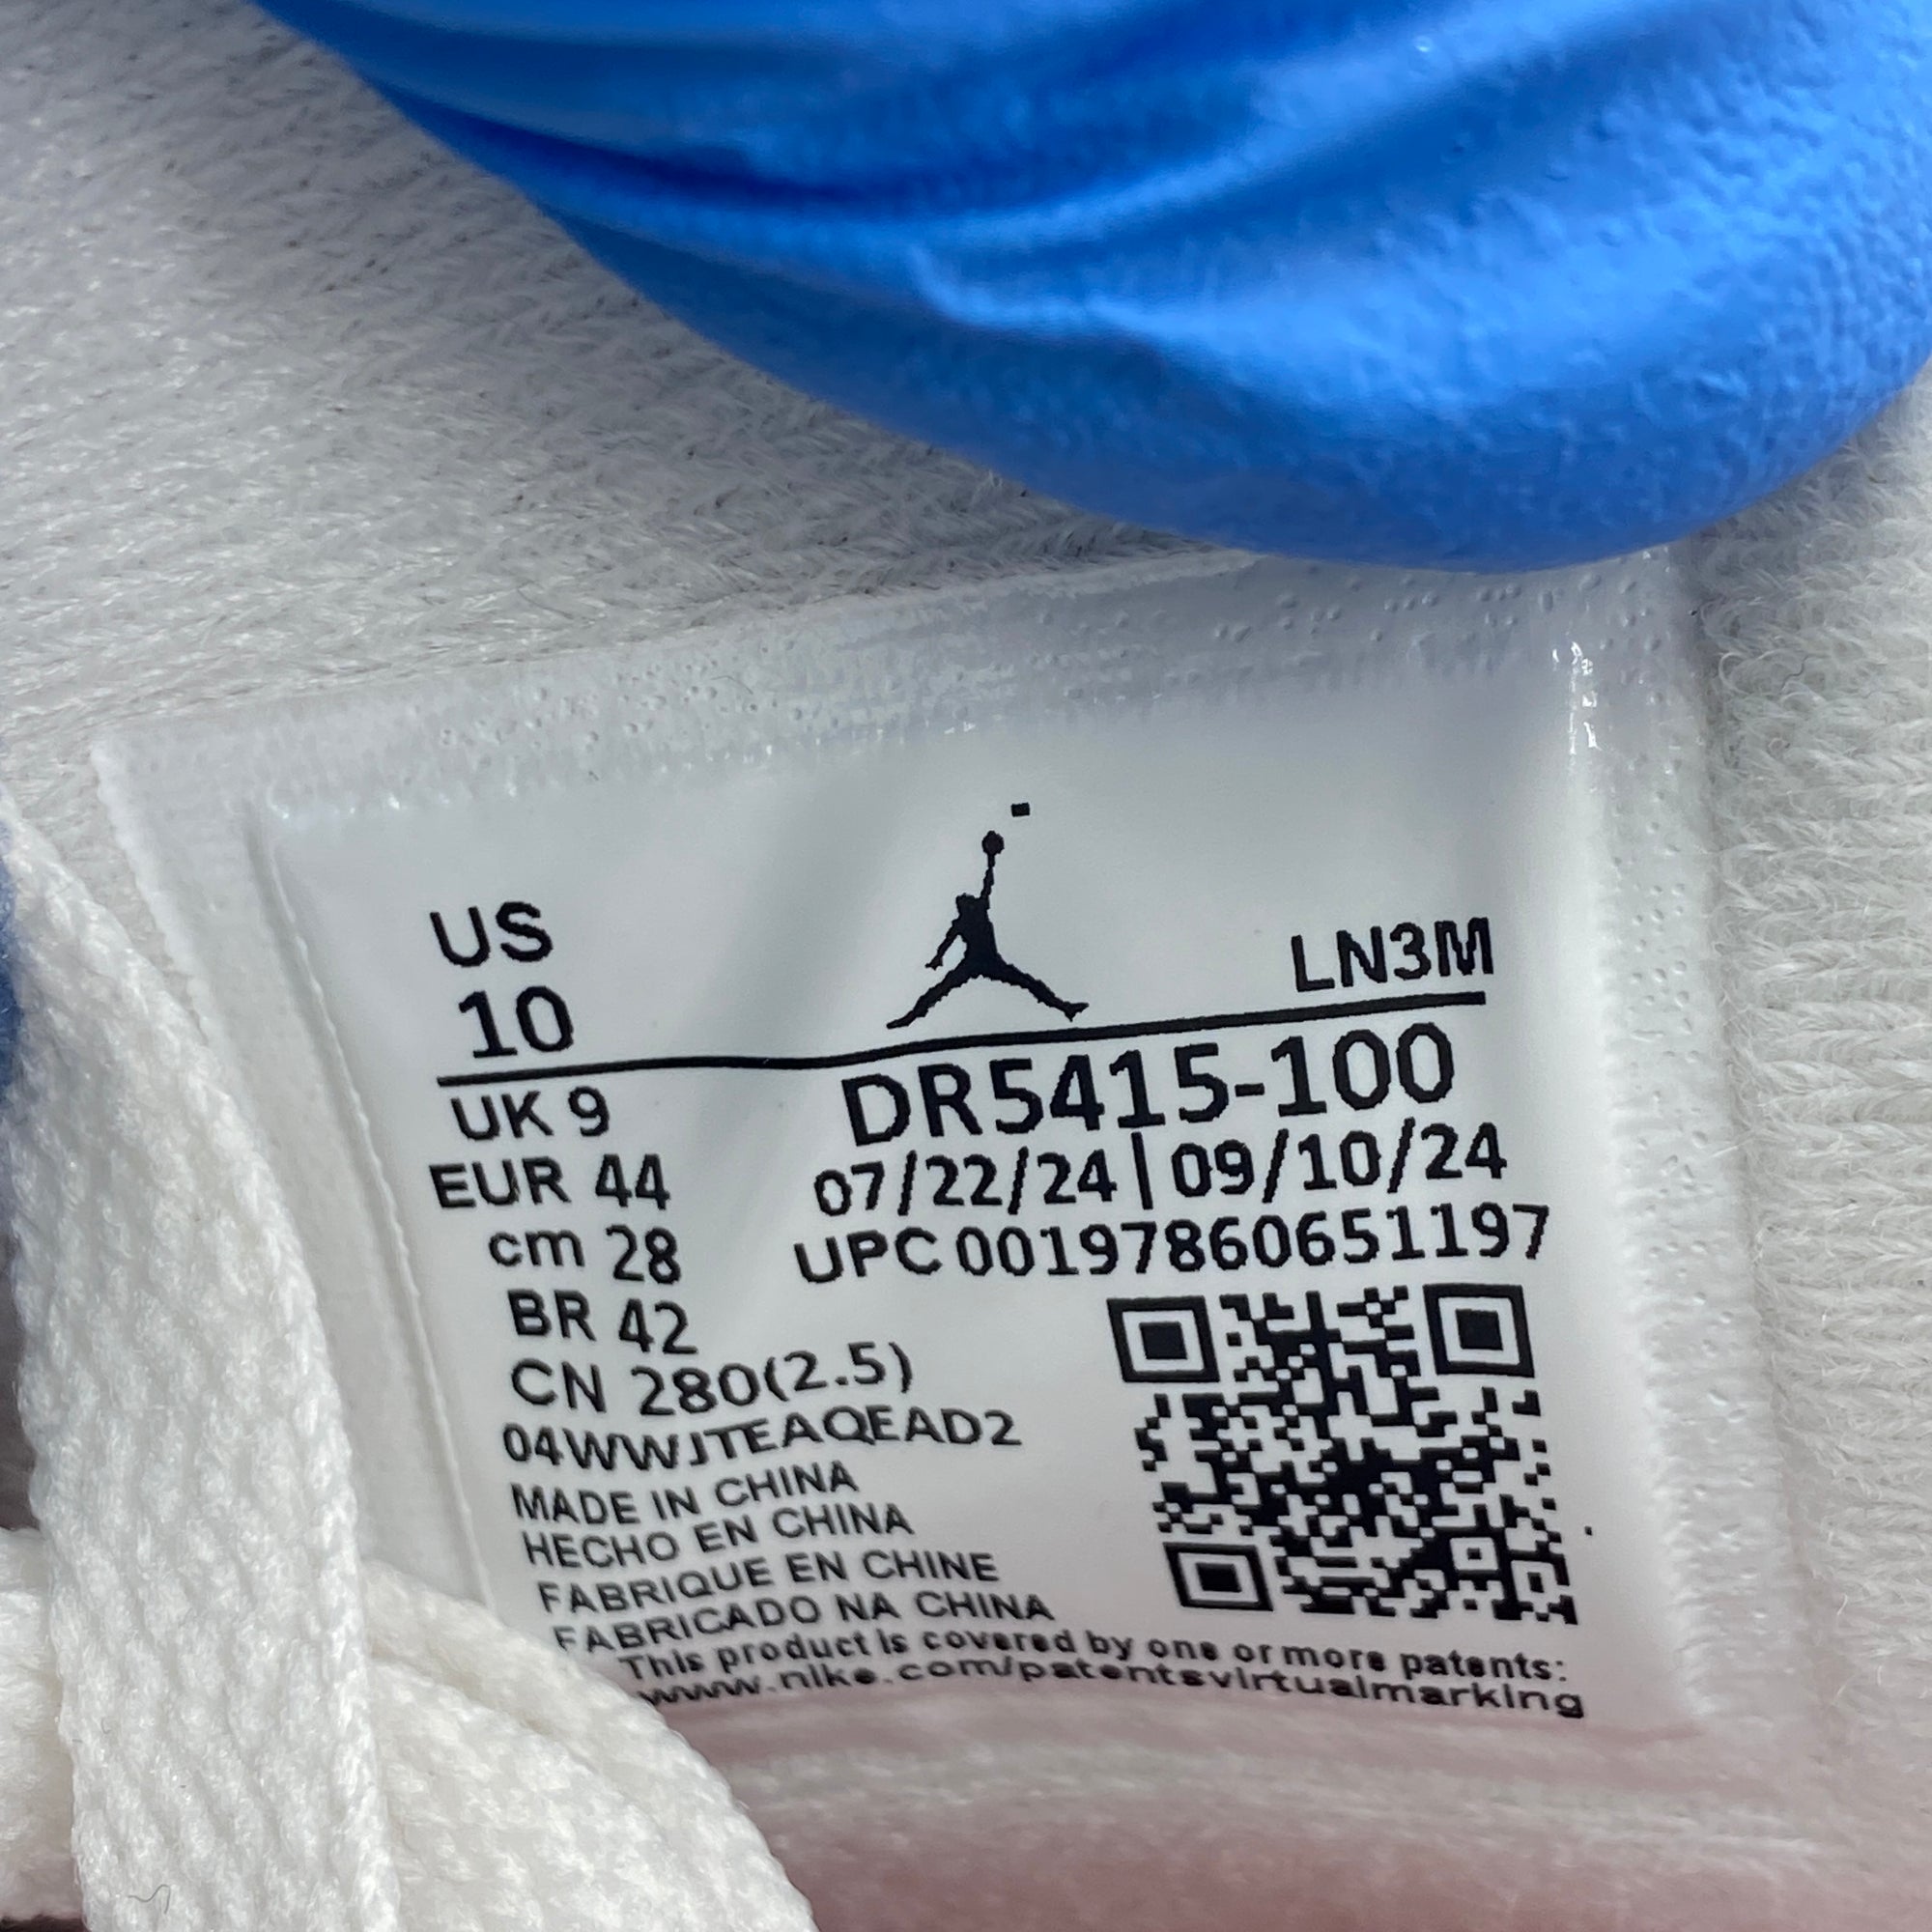 US
10
LN3M
UK 9
DR5415-100
EUR 44
07/22/24|09/10/24
cm 28
UPC 00197860651197
BR 42
CN 280(2.5)
04WWJTEAQEAD2
MADE IN CHINA
HECHO EN CHINA
FABRIQUE EN CHINE
FABRICADO NA CHINA
This product is covered by one or more patents:
www.nike.com/patentsvirtualmarking